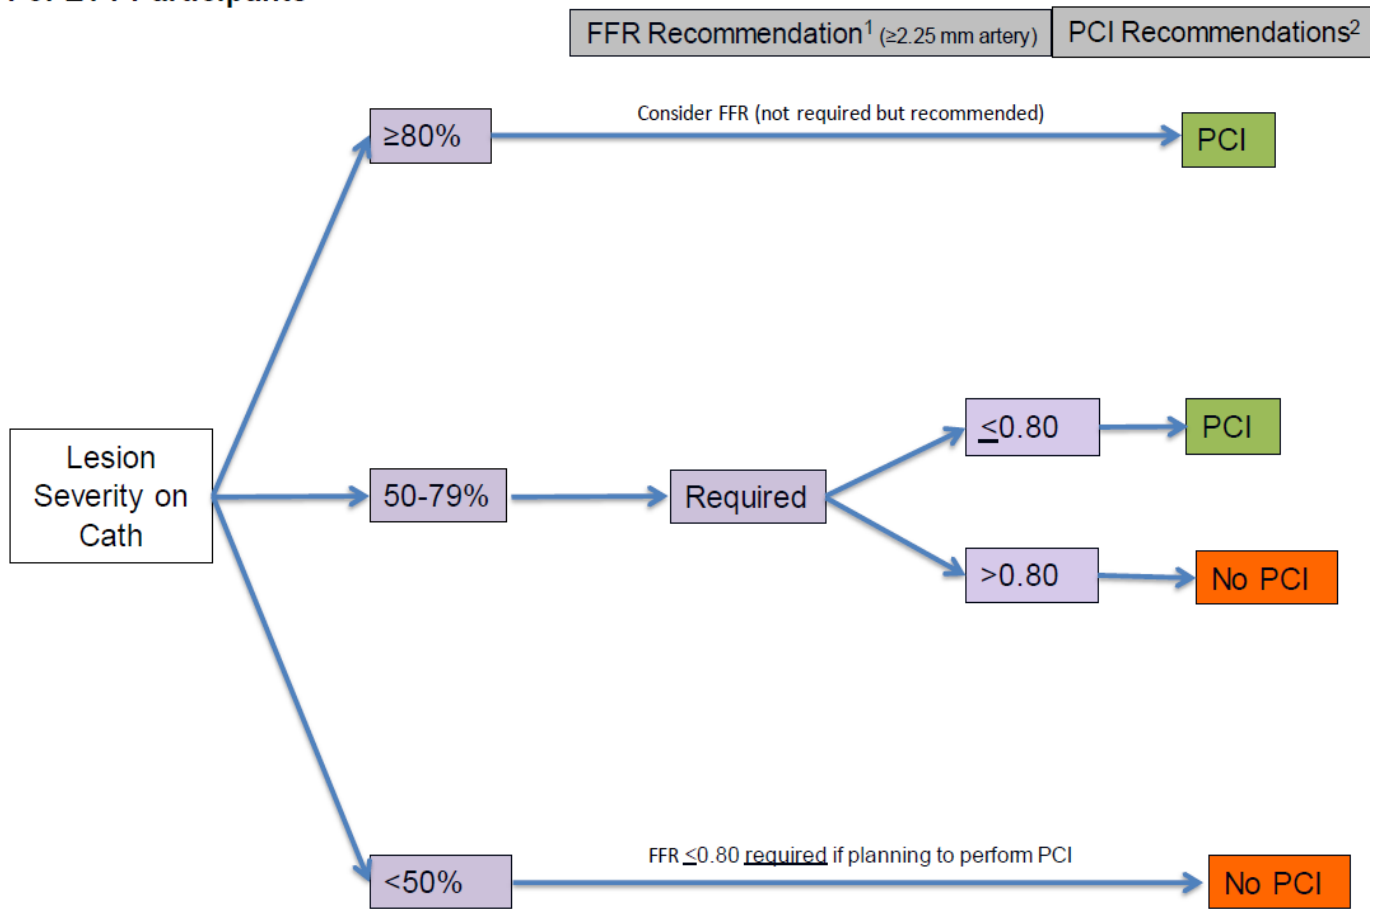 Participants
FFR Recommendation¹ (≥2.25 mm artery)
PCI Recommendations²
≥80%
Consider FFR (not required but recommended)
PCI
Lesion
Severity on
Cath
50-79%
Required
≤0.80
PCI
>0.80
No PCI
<50%
FFR ≤0.80 required if planning to perform PCI
No PCI